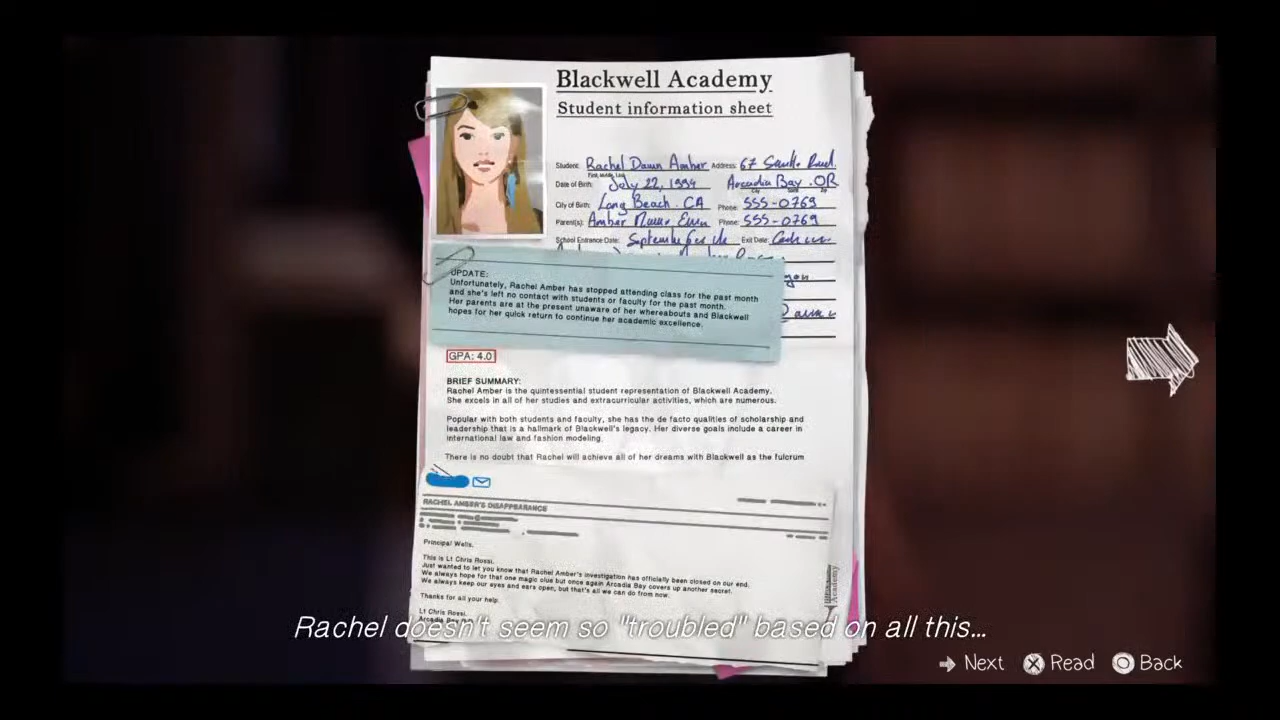 Blackwell Academy
Student information sheet
Student: Rachel Dawn Amber Address: 67
First, Middle, Last
Date of Birth: July 22, 1994 Arcadia Bay. OR
City State Zip
City of Birth: Long Beach. CA Phone: 555-0769
Parent(s): Amber Phone: 555-0769
School Entrance Date: Exit Date:
UPDATE:
Unfortunately, Rachel Amber has stopped attending class for the past month
and she's left no contact with students or faculty for the past month.
Her parents are at the present unaware of her whereabouts and Blackwell
hopes for her quick return to continue her academic excellence.
GPA: 4.0
BRIEF SUMMARY:
Rachel Amber is the quintessential student representation of Blackwell Academy.
She excels in all of her studies and extracurricular activities, which are numerous.
Popular with both students and faculty, she has the de facto qualities of scholarship and
leadership that is a hallmark of Blackwell's legacy. Her diverse goals include a career in
international law and fashion modeling.
There is no doubt that Rachel will achieve all of her dreams with Blackwell as the fulcrum
RACHEL AMBER'S DISAPPEARANCE
Principal Wells,
This is Lt Chris Rossi.
Just wanted to let you know that Rachel Amber's investigation has officially been closed on our end.
We always hope for that one magic clue but once again Arcadia Bay covers up another secret.
We always keep our eyes and ears open, but that's all we can do from now.
Thanks for all your help.
Lt Chris Rossi.
Academy
Rachel doesn't seem so "troubled" based on all this...
Next
Read
Back